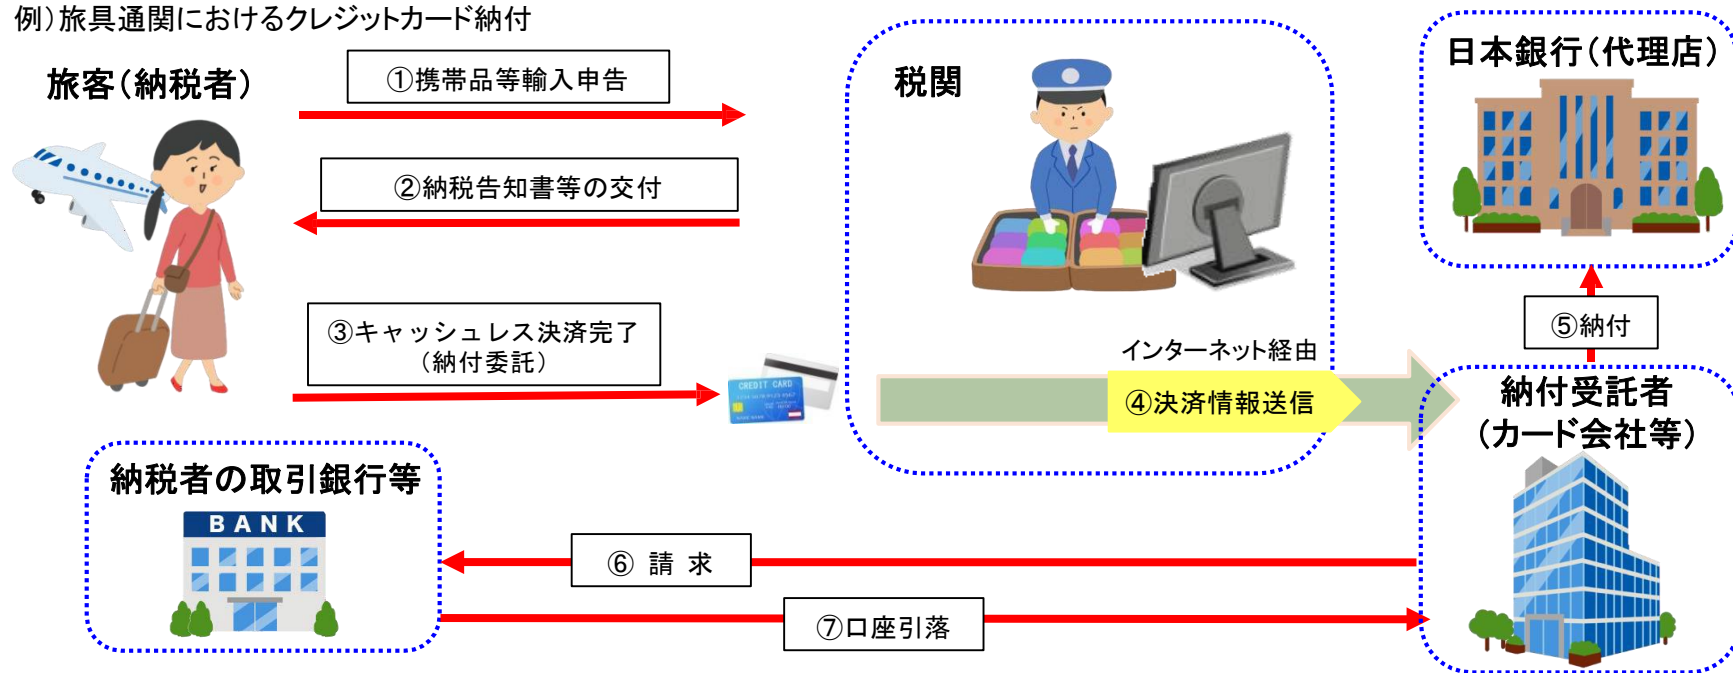 例）旅具通関におけるクレジットカード納付
旅客（納税者）
①携帯品等輸入申告
②納税告知書等の交付
③キャッシュレス決済完了
（納付委託）
CREDIT CARD
税関
インターネット経由
④決済情報送信
日本銀行（代理店）
⑤納付
納付受託者
（カード会社等）
納税者の取引銀行等
BANK
⑥ 請 求
⑦口座引落